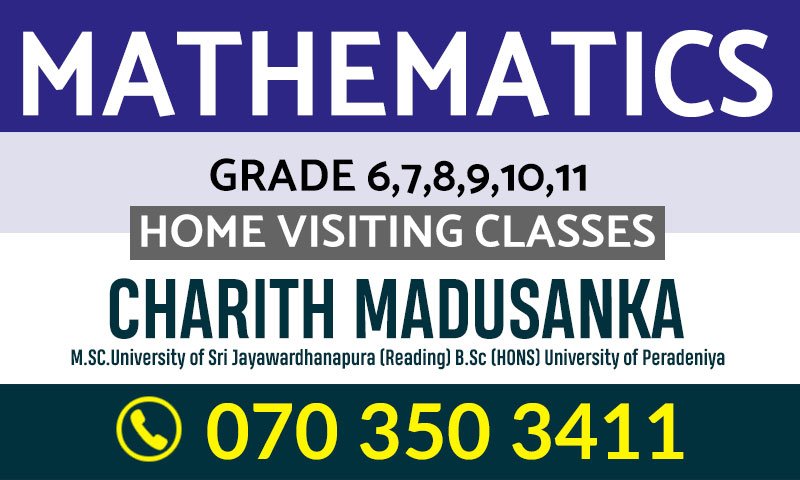 MATHEMATICS
GRADE 6,7,8,9,10,11
HOME VISITING CLASSES
CHARITH MADUSANKA
M.SC.University of Sri Jayawardhanapura (Reading) B.Sc (HONS) University of Peradeniya
070 350 3411